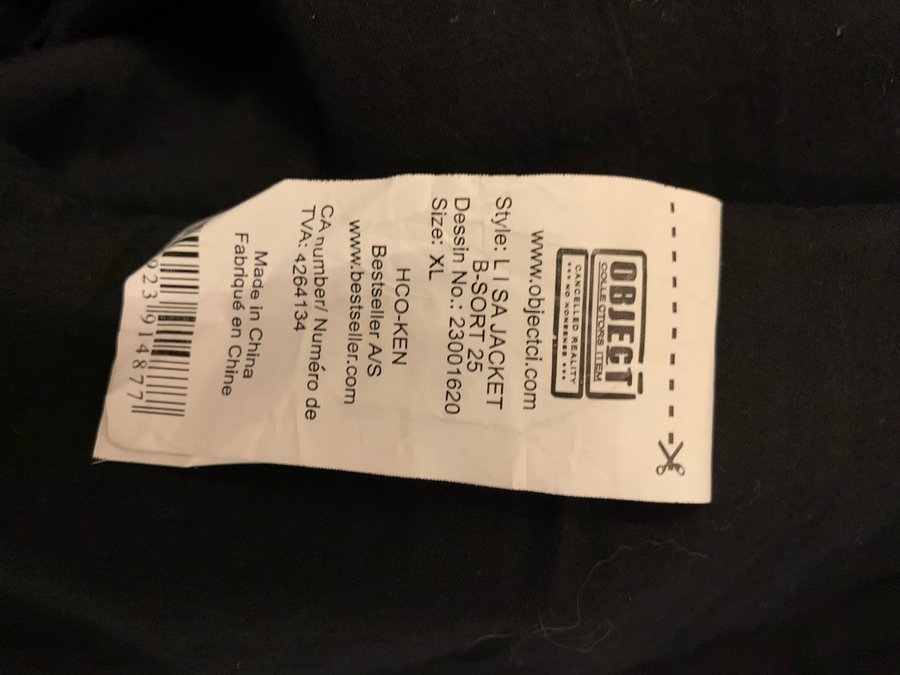 OBJECT
COLLECTORS ITEM
CANCELLED REALITY
*** NO NONSENSE ***
www.objectci.com
Style: L I SA JACKET
B-SORT 25
Dessin No.: 23001620
Size: XL
HCO-KEN
Bestseller A/S
www.bestseller.com
CA number/ Numéro de
TVA: 4264134
Made in China
Fabriqué en Chine
923 914877